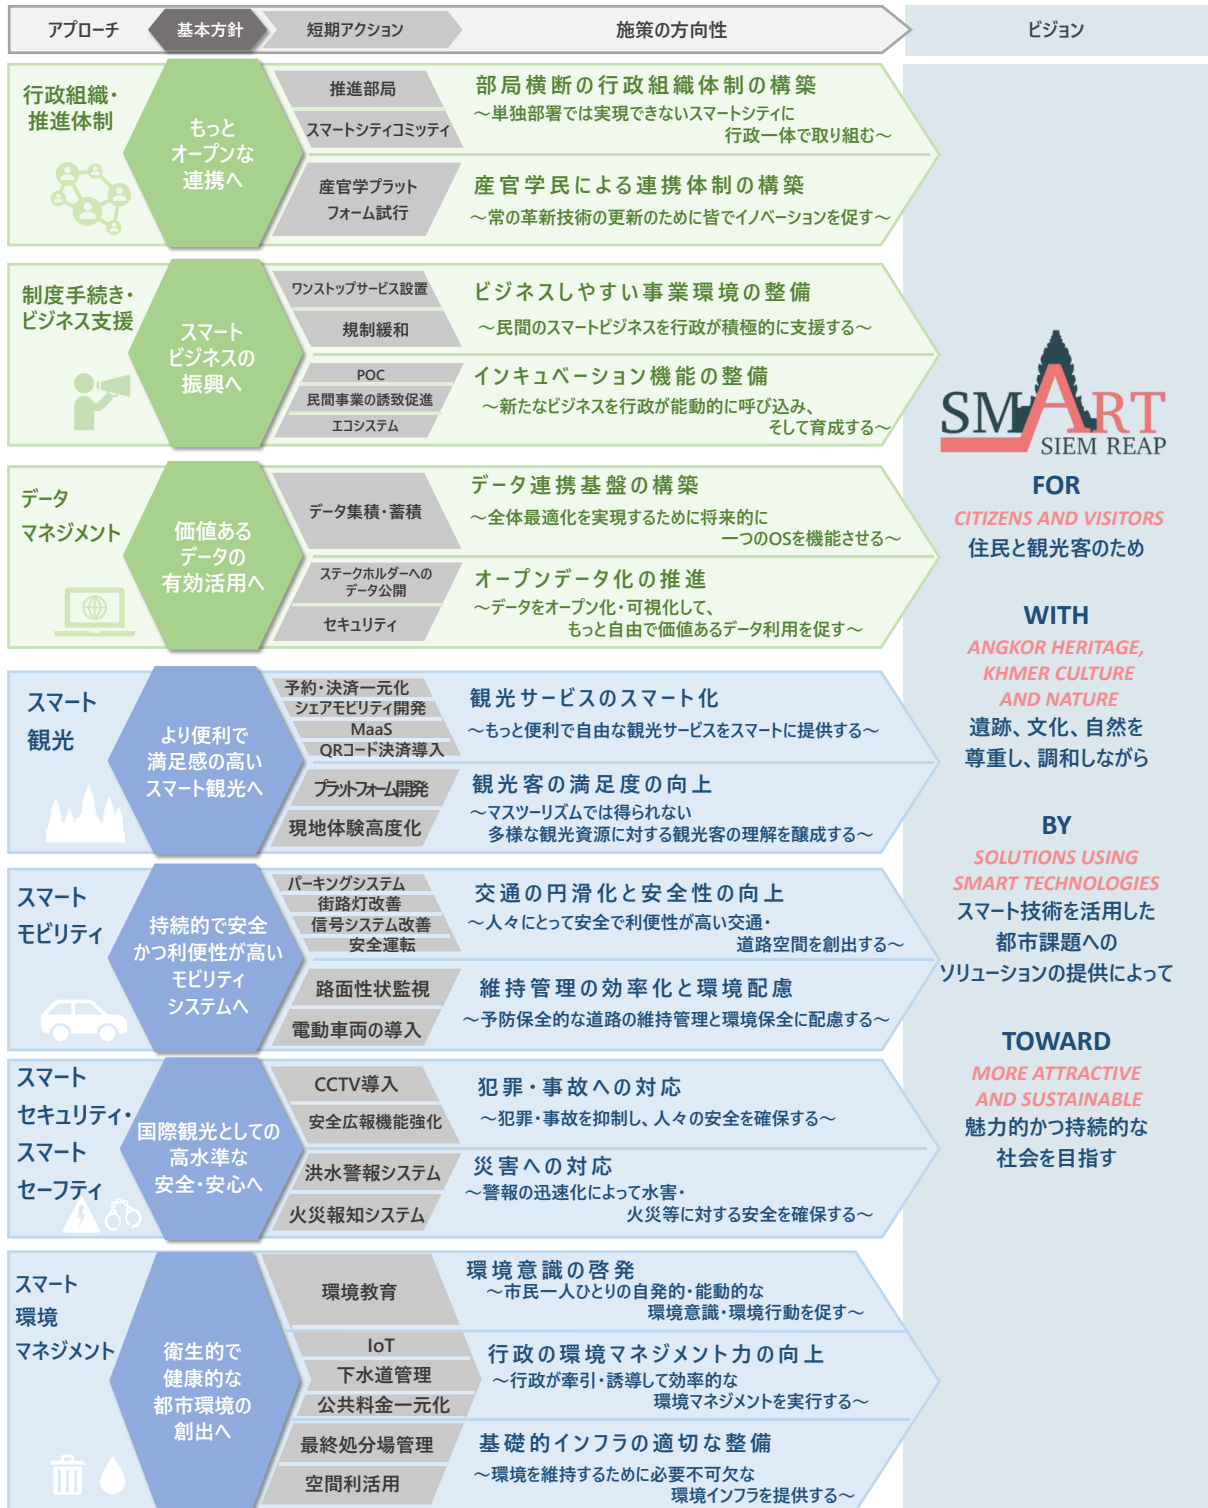 アプローチ
基本方針
短期アクション
施策の方向性
ビジョン
行政組織・
推進体制
もっと
オープンな
連携へ
推進部局
スマートシティコミッティ
部局横断の行政組織体制の構築
～単独部署では実現できないスマートシティに
行政一体で取り組む～
産官学プラット
フォーム試行
産官学民による連携体制の構築
～常の革新技術の更新のために皆でイノベーションを促す～
制度手続き・
ビジネス支援
スマート
ビジネスの
振興へ
ワンストップサービス設置
規制緩和
ビジネスしやすい事業環境の整備
～民間のスマートビジネスを行政が積極的に支援する～
POC
民間事業の誘致促進
エコシステム
インキュベーション機能の整備
～新たなビジネスを行政が能動的に呼び込み、
そして育成する～
データ
マネジメント
価値ある
データの
有効活用へ
データ集積・蓄積
データ連携基盤の構築
～全体最適化を実現するために将来的に
一つのOSを機能させる～
ステークホルダーへの
データ公開
セキュリティ
オープンデータ化の推進
～データをオープン化・可視化して、
もっと自由で価値あるデータ利用を促す～
スマート
観光
より便利で
満足感の高い
スマート観光へ
予約・決済一元化
シェアモビリティ開発
MaaS
QRコード決済導入
観光サービスのスマート化
～もっと便利で自由な観光サービスをスマートに提供する～
プラットフォーム開発
現地体験高度化
観光客の満足度の向上
～マスツーリズムでは得られない
多様な観光資源に対する観光客の理解を醸成する～
スマート
モビリティ
持続的で安全
かつ利便性が高い
モビリティ
システムへ
パーキングシステム
街路灯改善
信号システム改善
安全運転
交通の円滑化と安全性の向上
～人々にとって安全で利便性が高い交通・
道路空間を創出する～
路面性状監視
電動車両の導入
維持管理の効率化と環境配慮
～予防保全的な道路の維持管理と環境保全に配慮する～
スマート
セキュリティ・
スマート
セーフティ
国際観光としての
高水準な
安全・安心へ
CCTV導入
安全広報機能強化
犯罪・事故への対応
～犯罪・事故を抑制し、人々の安全を確保する～
洪水警報システム
火災報知システム
災害への対応
～警報の迅速化によって水害・
火災等に対する安全を確保する～
スマート
環境
マネジメント
衛生的で
健康的な
都市環境の
創出へ
環境教育
環境意識の啓発
～市民一人ひとりの自発的・能動的な
環境意識・環境行動を促す～
IoT
下水道管理
公共料金一元化
行政の環境マネジメント力の向上
～行政が牽引・誘導して効率的な
環境マネジメントを実行する～
最終処分場管理
空間利活用
基礎的インフラの適切な整備
～環境を維持するために必要不可欠な
環境インフラを提供する～
SMART
SIEM REAP
FOR
CITIZENS AND VISITORS
住民と観光客のため
WITH
ANGKOR HERITAGE,
KHMER CULTURE
AND NATURE
遺跡、文化、自然を
尊重し、調和しながら
BY
SOLUTIONS USING
SMART TECHNOLOGIES
スマート技術を活用した
都市課題への
ソリューションの提供によって
TOWARD
MORE ATTRACTIVE
AND SUSTAINABLE
魅力的かつ持続的な
社会を目指す